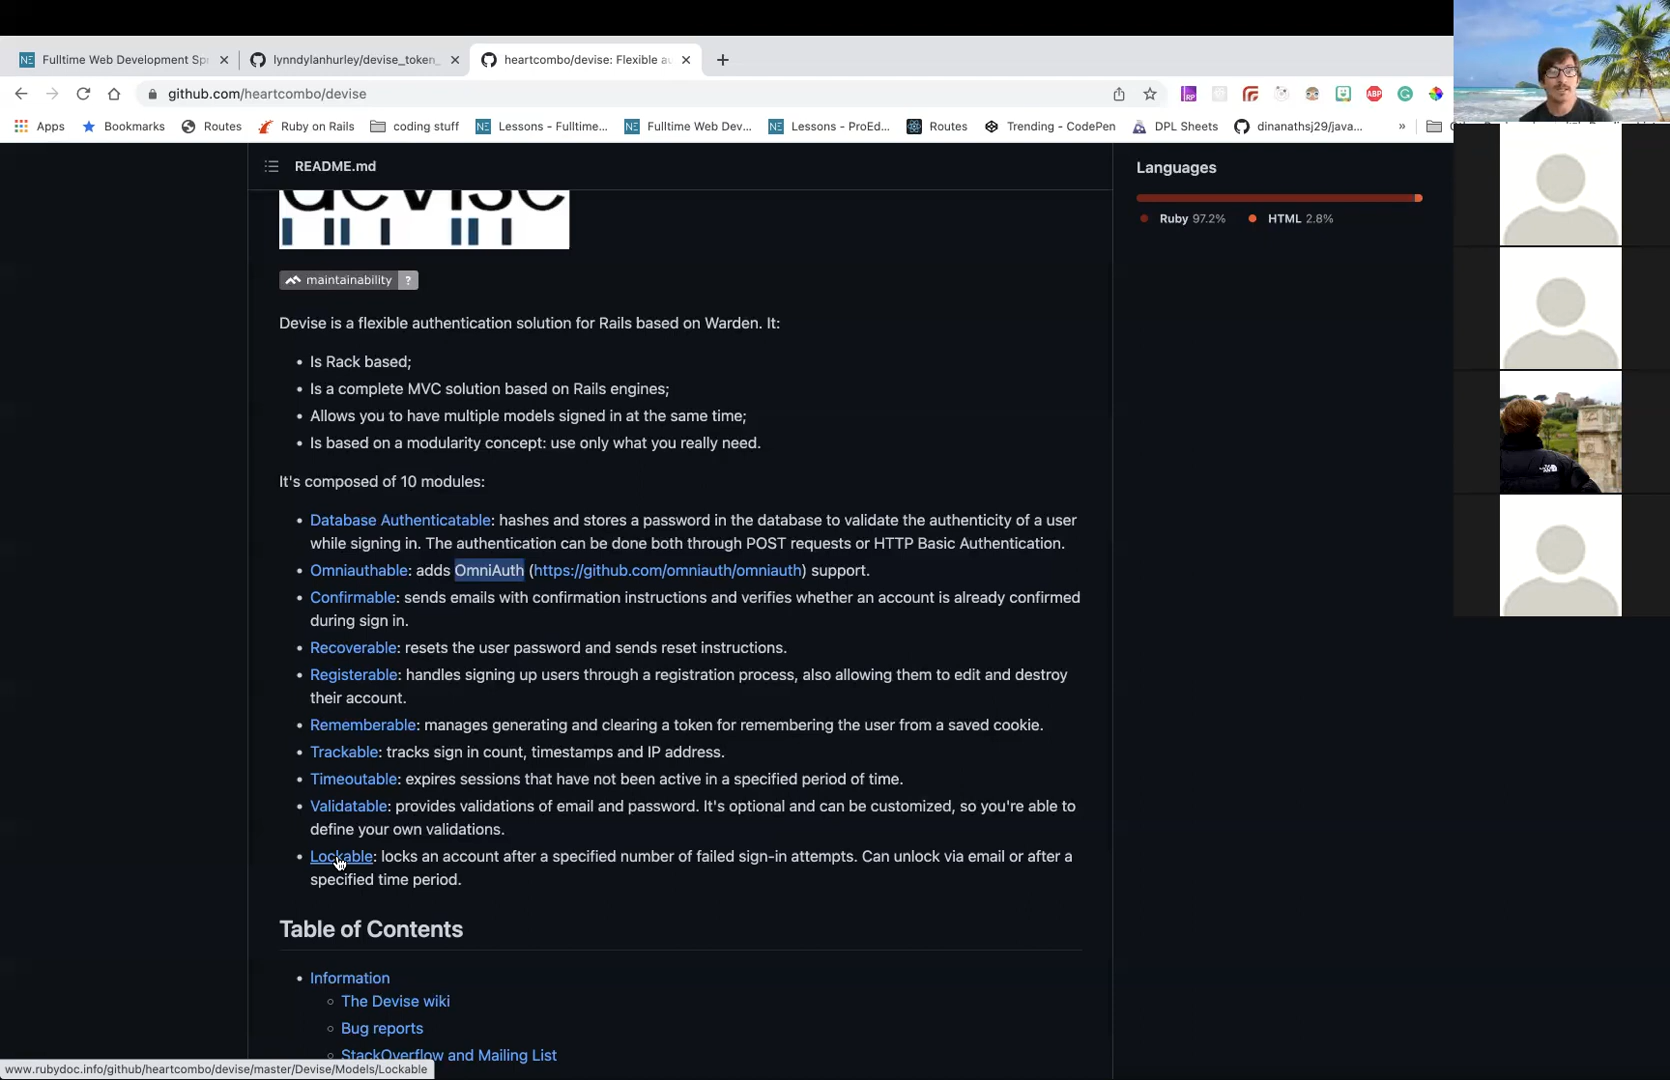 Fulltime Web Development Sp
lynndylanhurley/devise_token_
heartcombo/devise: Flexible a
github.com/heartcombo/devise
Apps
Bookmarks
Routes
Ruby on Rails
coding stuff
Lessons - Fulltime...
Fulltime Web Dev...
Lessons - ProEd...
Routes
Trending - CodePen
DPL Sheets
dinanathsj29/java...
»
README.md
devise
maintainability ?
Devise is a flexible authentication solution for Rails based on Warden. It:
• Is Rack based;
• Is a complete MVC solution based on Rails engines;
• Allows you to have multiple models signed in at the same time;
• Is based on a modularity concept: use only what you really need.
It's composed of 10 modules:
• Database Authenticatable: hashes and stores a password in the database to validate the authenticity of a user
while signing in. The authentication can be done both through POST requests or HTTP Basic Authentication.
• Omniauthable: adds OmniAuth (https://github.com/omniauth/omniauth) support.
• Confirmable: sends emails with confirmation instructions and verifies whether an account is already confirmed
during sign in.
• Recoverable: resets the user password and sends reset instructions.
• Registerable: handles signing up users through a registration process, also allowing them to edit and destroy
their account.
• Rememberable: manages generating and clearing a token for remembering the user from a saved cookie.
• Trackable: tracks sign in count, timestamps and IP address.
• Timeoutable: expires sessions that have not been active in a specified period of time.
• Validatable: provides validations of email and password. It's optional and can be customized, so you're able to
define your own validations.
• Lockable: locks an account after a specified number of failed sign-in attempts. Can unlock via email or after a
specified time period.
Table of Contents
• Information
◦ The Devise wiki
◦ Bug reports
◦ StackOverflow and Mailing List
Languages
Ruby 97.2%
HTML 2.8%
RP
ABP
www.rubydoc.info/github/heartcombo/devise/master/Devise/Models/Lockable